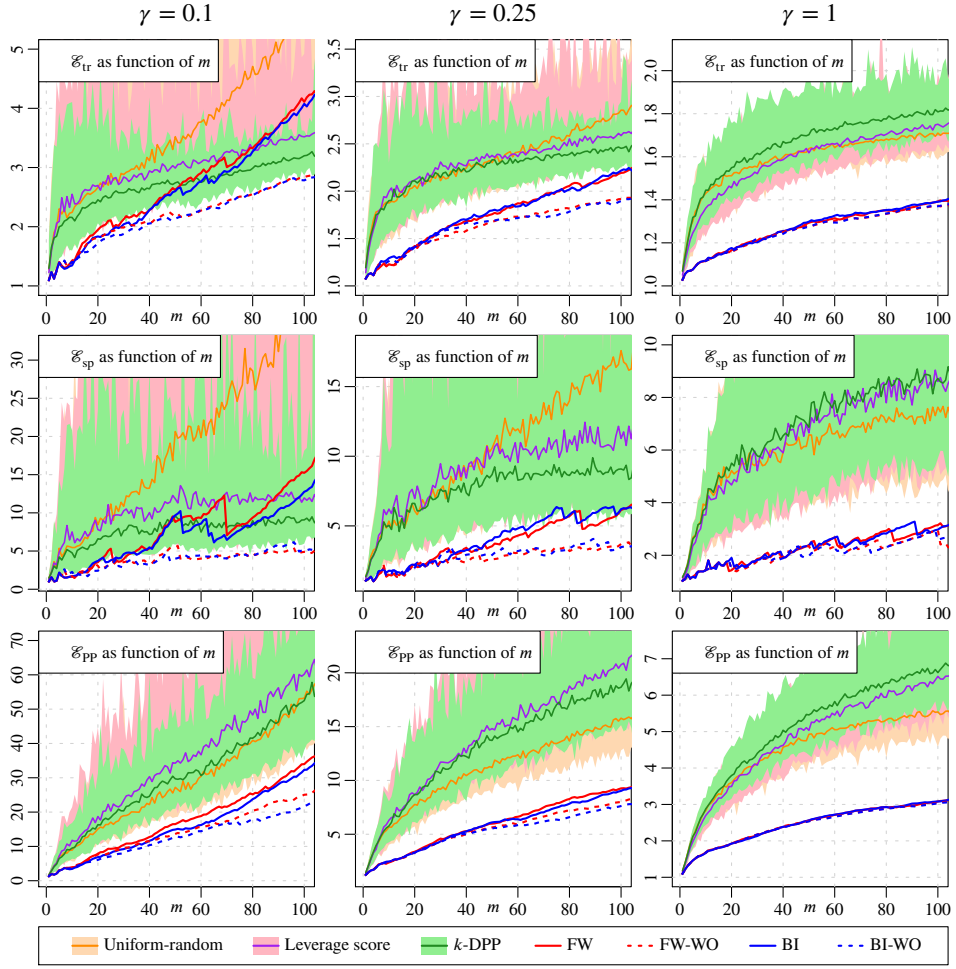 γ = 0.1
γ = 0.25
γ = 1
ℰtr as function of m
5
4
3
2
1
0 20 40 60 m 80 100
ℰtr as function of m
3.5
3.0
2.5
2.0
1.5
1.0
0 20 40 60 m 80 100
ℰtr as function of m
2.0
1.8
1.6
1.4
1.2
1.0
0 20 40 60 m 80 100
ℰsp as function of m
30
25
20
15
10
5
0
0 20 40 60 m 80 100
ℰsp as function of m
15
10
5
0 20 40 60 m 80 100
ℰsp as function of m
10
8
6
4
2
0 20 40 60 m 80 100
ℰPP as function of m
70
60
50
40
30
20
10
0
0 20 40 60 m 80 100
ℰPP as function of m
20
15
10
5
0 20 40 60 m 80 100
ℰPP as function of m
7
6
5
4
3
2
1
0 20 40 60 m 80 100
Uniform-random Leverage score k-DPP FW FW-WO BI BI-WO